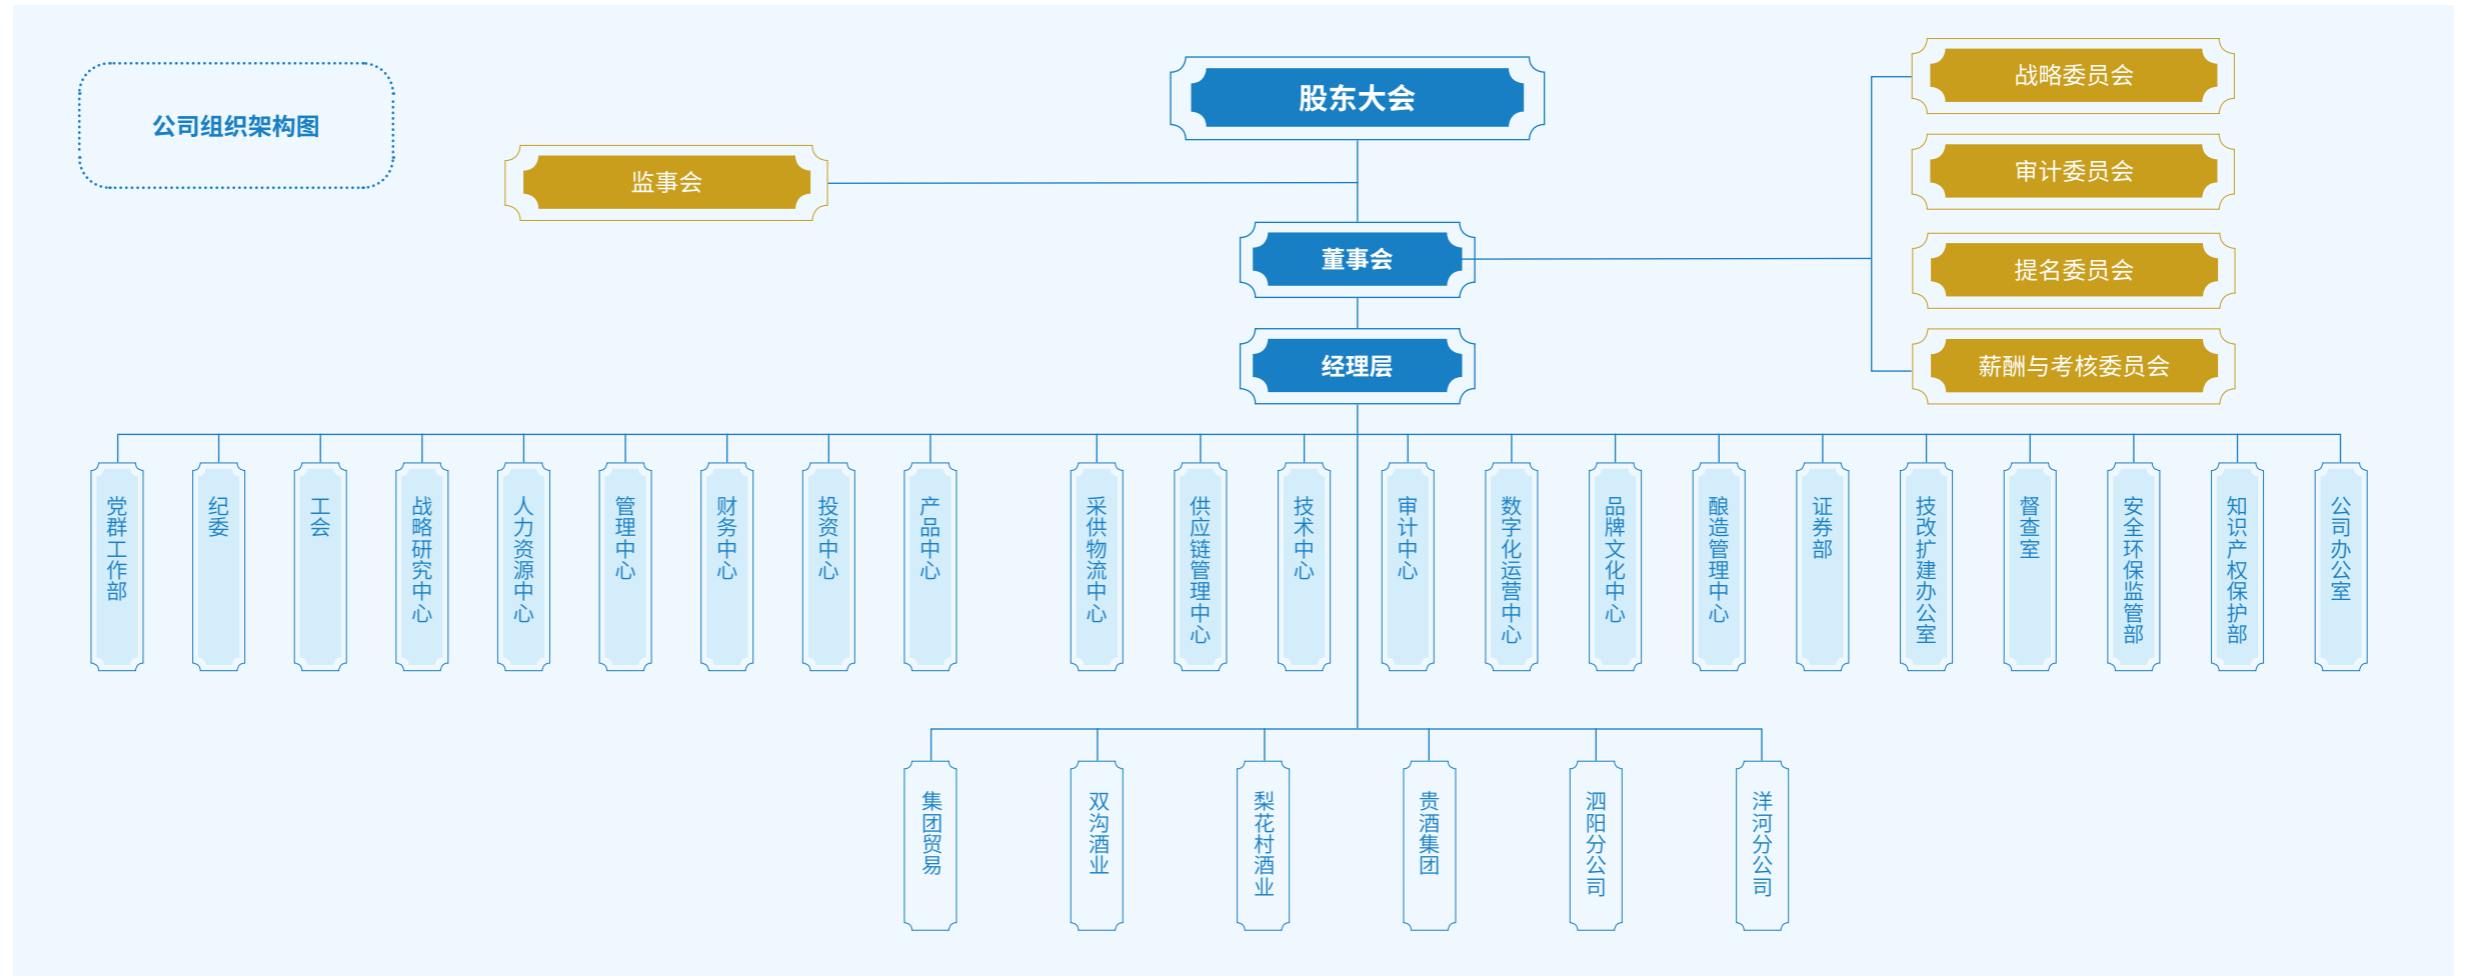 公司组织架构图
股东大会
监事会
董事会
经理层
战略委员会
审计委员会
提名委员会
薪酬与考核委员会
党群工作部
纪委
工会
战略研究中心
人力资源中心
管理中心
财务中心
投资中心
产品中心
采供物流中心
供应链管理中心
技术中心
审计中心
数字化运营中心
品牌文化中心
酿造管理中心
证券部
技改扩建办公室
督查室
安全环保监管部
知识产权保护部
公司办公室
集团贸易
双沟酒业
梨花村酒业
贵酒集团
泗阳分公司
洋河分公司